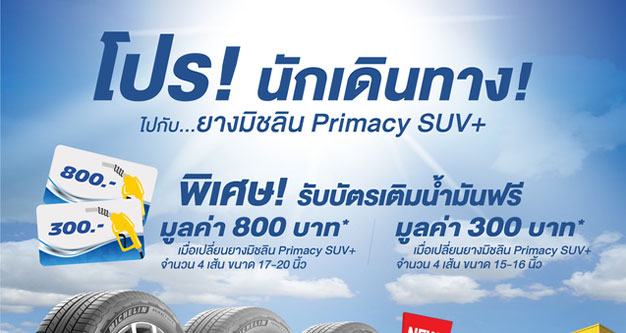 โปร! นักเดินทาง!
ไปกับ...ยางมิชลิน Primacy SUV+
800.-
300.-
พิเศษ! รับบัตรเติมน้ำมันฟรี
มูลค่า 800 บาท*
เมื่อเปลี่ยนยางมิชลิน Primacy SUV+
จำนวน 4 เส้น ขนาด 17-20 นิ้ว
มูลค่า 300 บาท*
เมื่อเปลี่ยนยางมิชลิน Primacy SUV+
จำนวน 4 เส้น ขนาด 15-16 นิ้ว
MICHELIN
MICHELIN
NEW